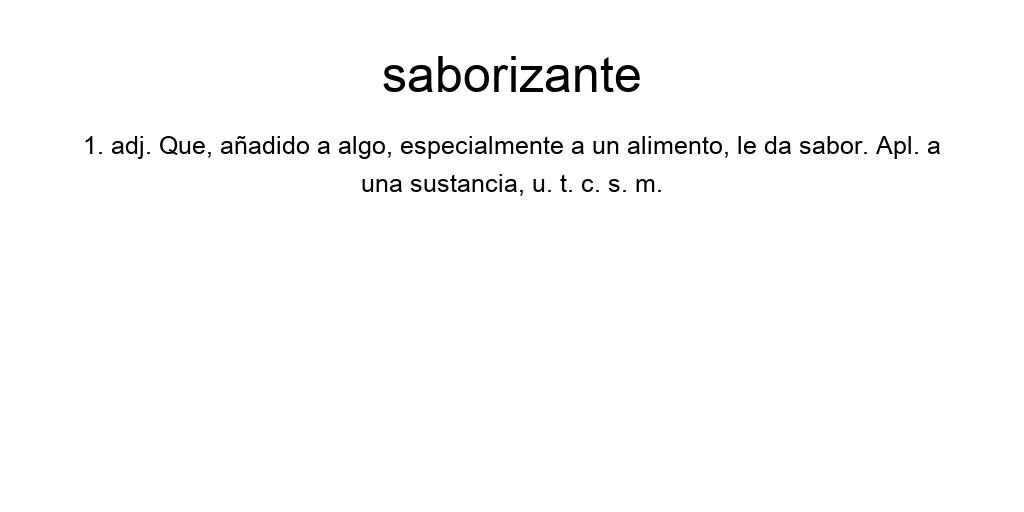 saborizante
1. adj. Que, añadido a algo, especialmente a un alimento, le da sabor. Apl. a
una sustancia, u. t. c. s. m.